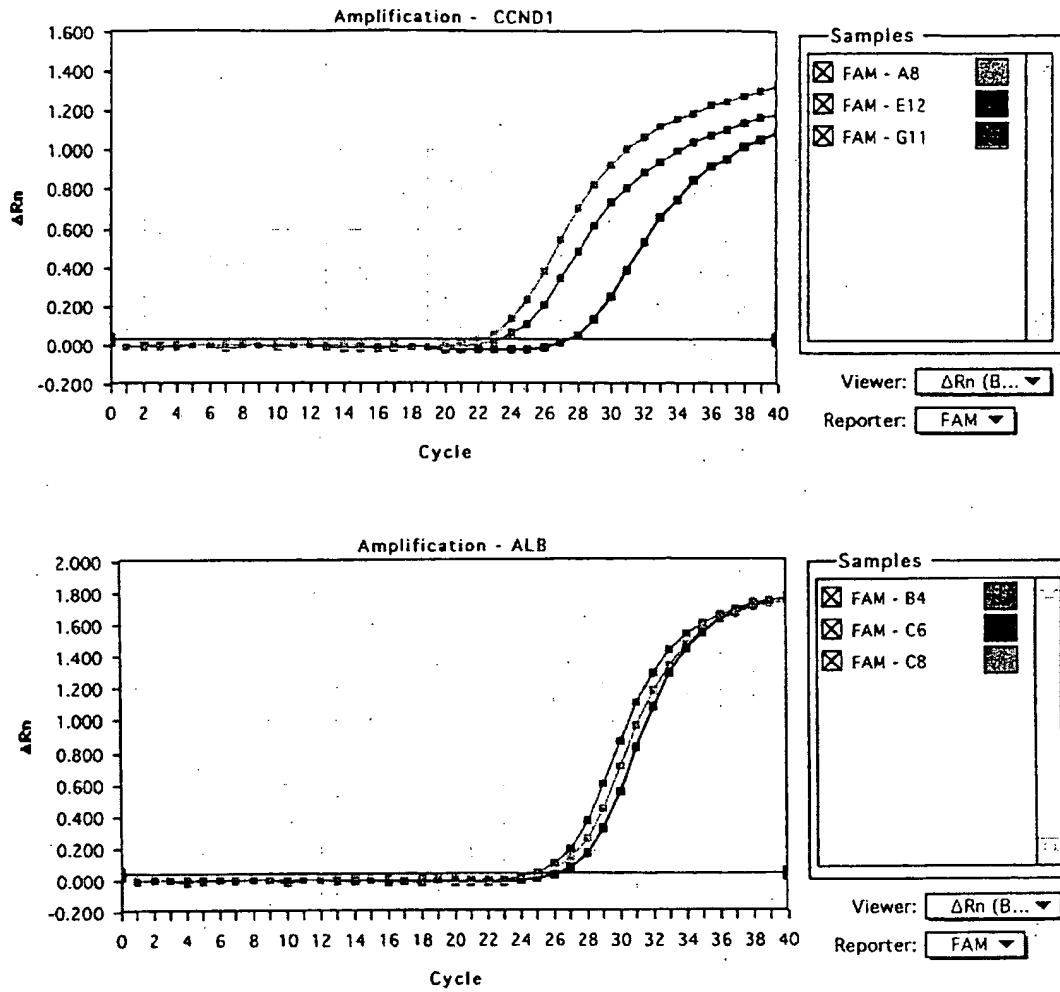 Amplification - CCND1
1.600
1.400
1.200
1.000
0.800
0.600
0.400
0.200
0.000
-0.200
ΔRn
0 2 4 6 8 10 12 14 16 18 20 22 24 26 28 30 32 34 36 38 40
Cycle
Samples
FAM - A8
FAM - E12
FAM - G11
Viewer: ΔRn (B... ▼
Reporter: FAM ▼
Amplification - ALB
2.000
1.800
1.600
1.400
1.200
1.000
0.800
0.600
0.400
0.200
0.000
-0.200
ΔRn
0 2 4 6 8 10 12 14 16 18 20 22 24 26 28 30 32 34 36 38 40
Cycle
Samples
FAM - B4
FAM - C6
FAM - C8
Viewer: ΔRn (B... ▼
Reporter: FAM ▼